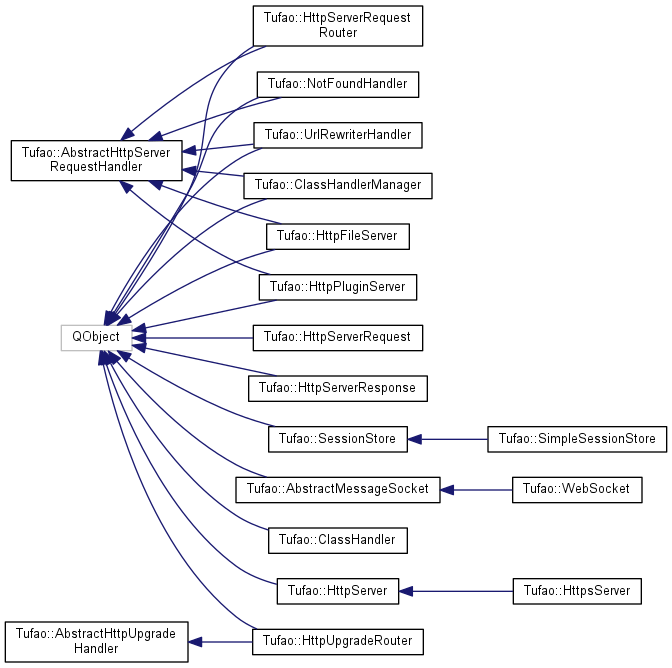 Tufao::HttpServerRequest
Router
Tufao::NotFoundHandler
Tufao::UrlRewriterHandler
Tufao::AbstractHttpServer
RequestHandler
Tufao::ClassHandlerManager
Tufao::HttpFileServer
Tufao::HttpPluginServer
QObject
Tufao::HttpServerRequest
Tufao::HttpServerResponse
Tufao::SessionStore
Tufao::SimpleSessionStore
Tufao::AbstractMessageSocket
Tufao::WebSocket
Tufao::ClassHandler
Tufao::HttpServer
Tufao::HttpsServer
Tufao::AbstractHttpUpgrade
Handler
Tufao::HttpUpgradeRouter